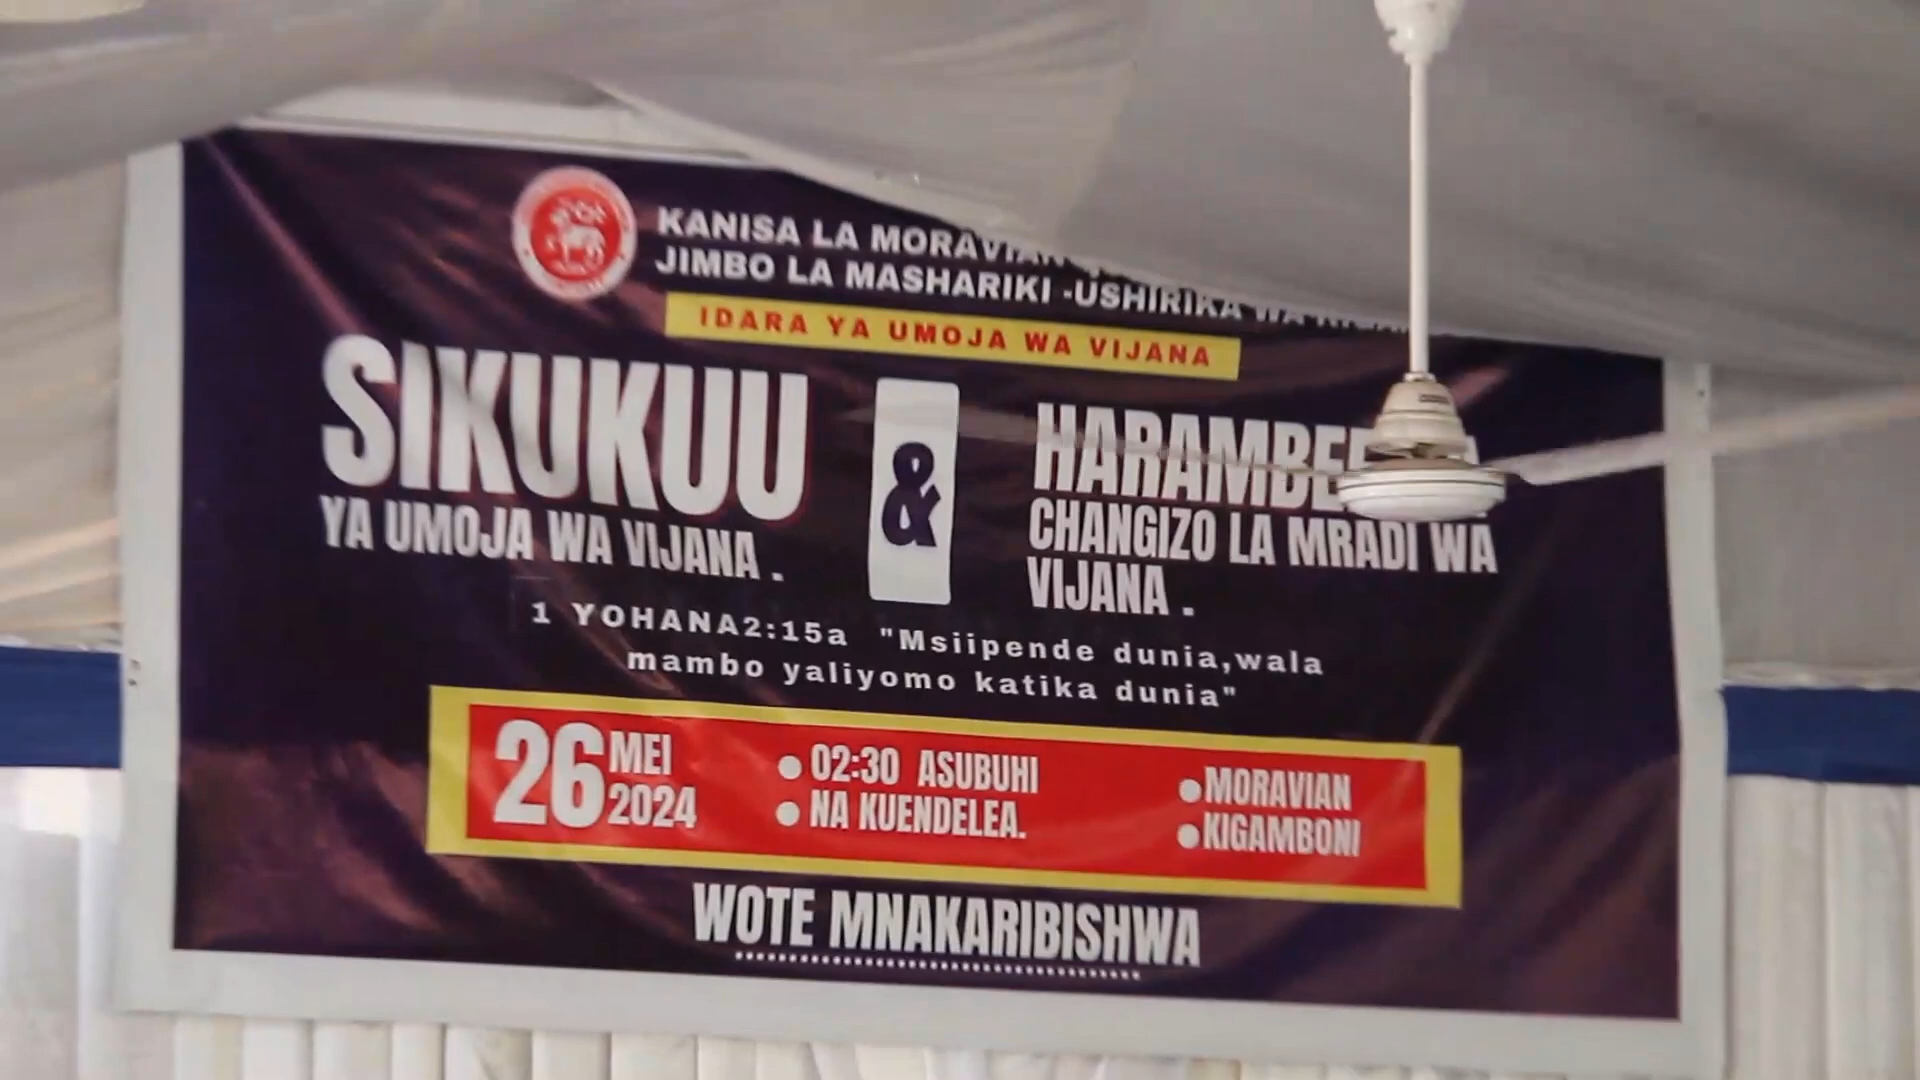 KANISA LA MORAVIAN
JIMBO LA MASHARIKI -USHIRIKA WA
IDARA YA UMOJA WA VIJANA
SIKUKUU
YA UMOJA WA VIJANA .
&
HARAMBEE
CHANGIZO LA MRADI WA
VIJANA .
1 YOHANA2:15a "Msiipende dunia,wala
mambo yaliyomo katika dunia"
26 MEI
2024
02:30 ASUBUHI
NA KUENDELEA.
MORAVIAN
KIGAMBONI
WOTE MNAKARIBISHWA